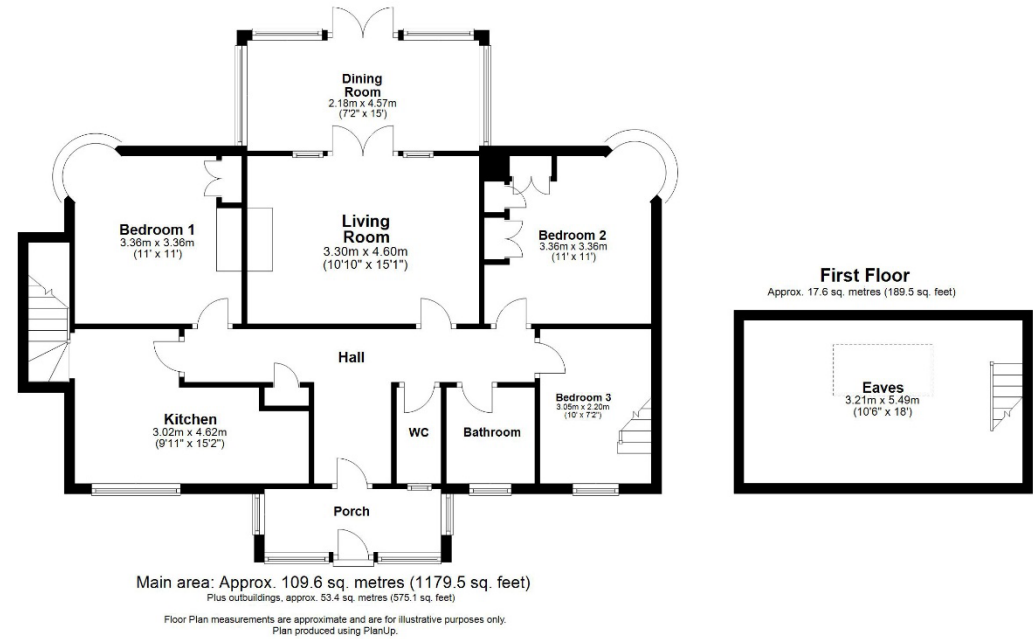 Dining
Room
2.18m x 4.57m
(7'2" x 15')
Bedroom 1
3.36m x 3.36m
(11' x 11')
Living
Room
3.30m x 4.60m
(10'10" x 15'1")
Bedroom 2
3.36m x 3.36m
(11' x 11')
Hall
Kitchen
3.02m x 4.62m
(9'11" x 15'2")
WC
Bathroom
Bedroom 3
3.05m x 2.20m
(10' x 7'2")
Porch
First Floor
Approx. 17.6 sq. metres (189.5 sq. feet)
Eaves
3.21m x 5.49m
(10'6" x 18')
Main area: Approx. 109.6 sq. metres (1179.5 sq. feet)
Plus outbuildings, approx. 53.4 sq. metres (575.1 sq. feet)
Floor Plan measurements are approximate and are for illustrative purposes only.
Plan produced using PlanUp.